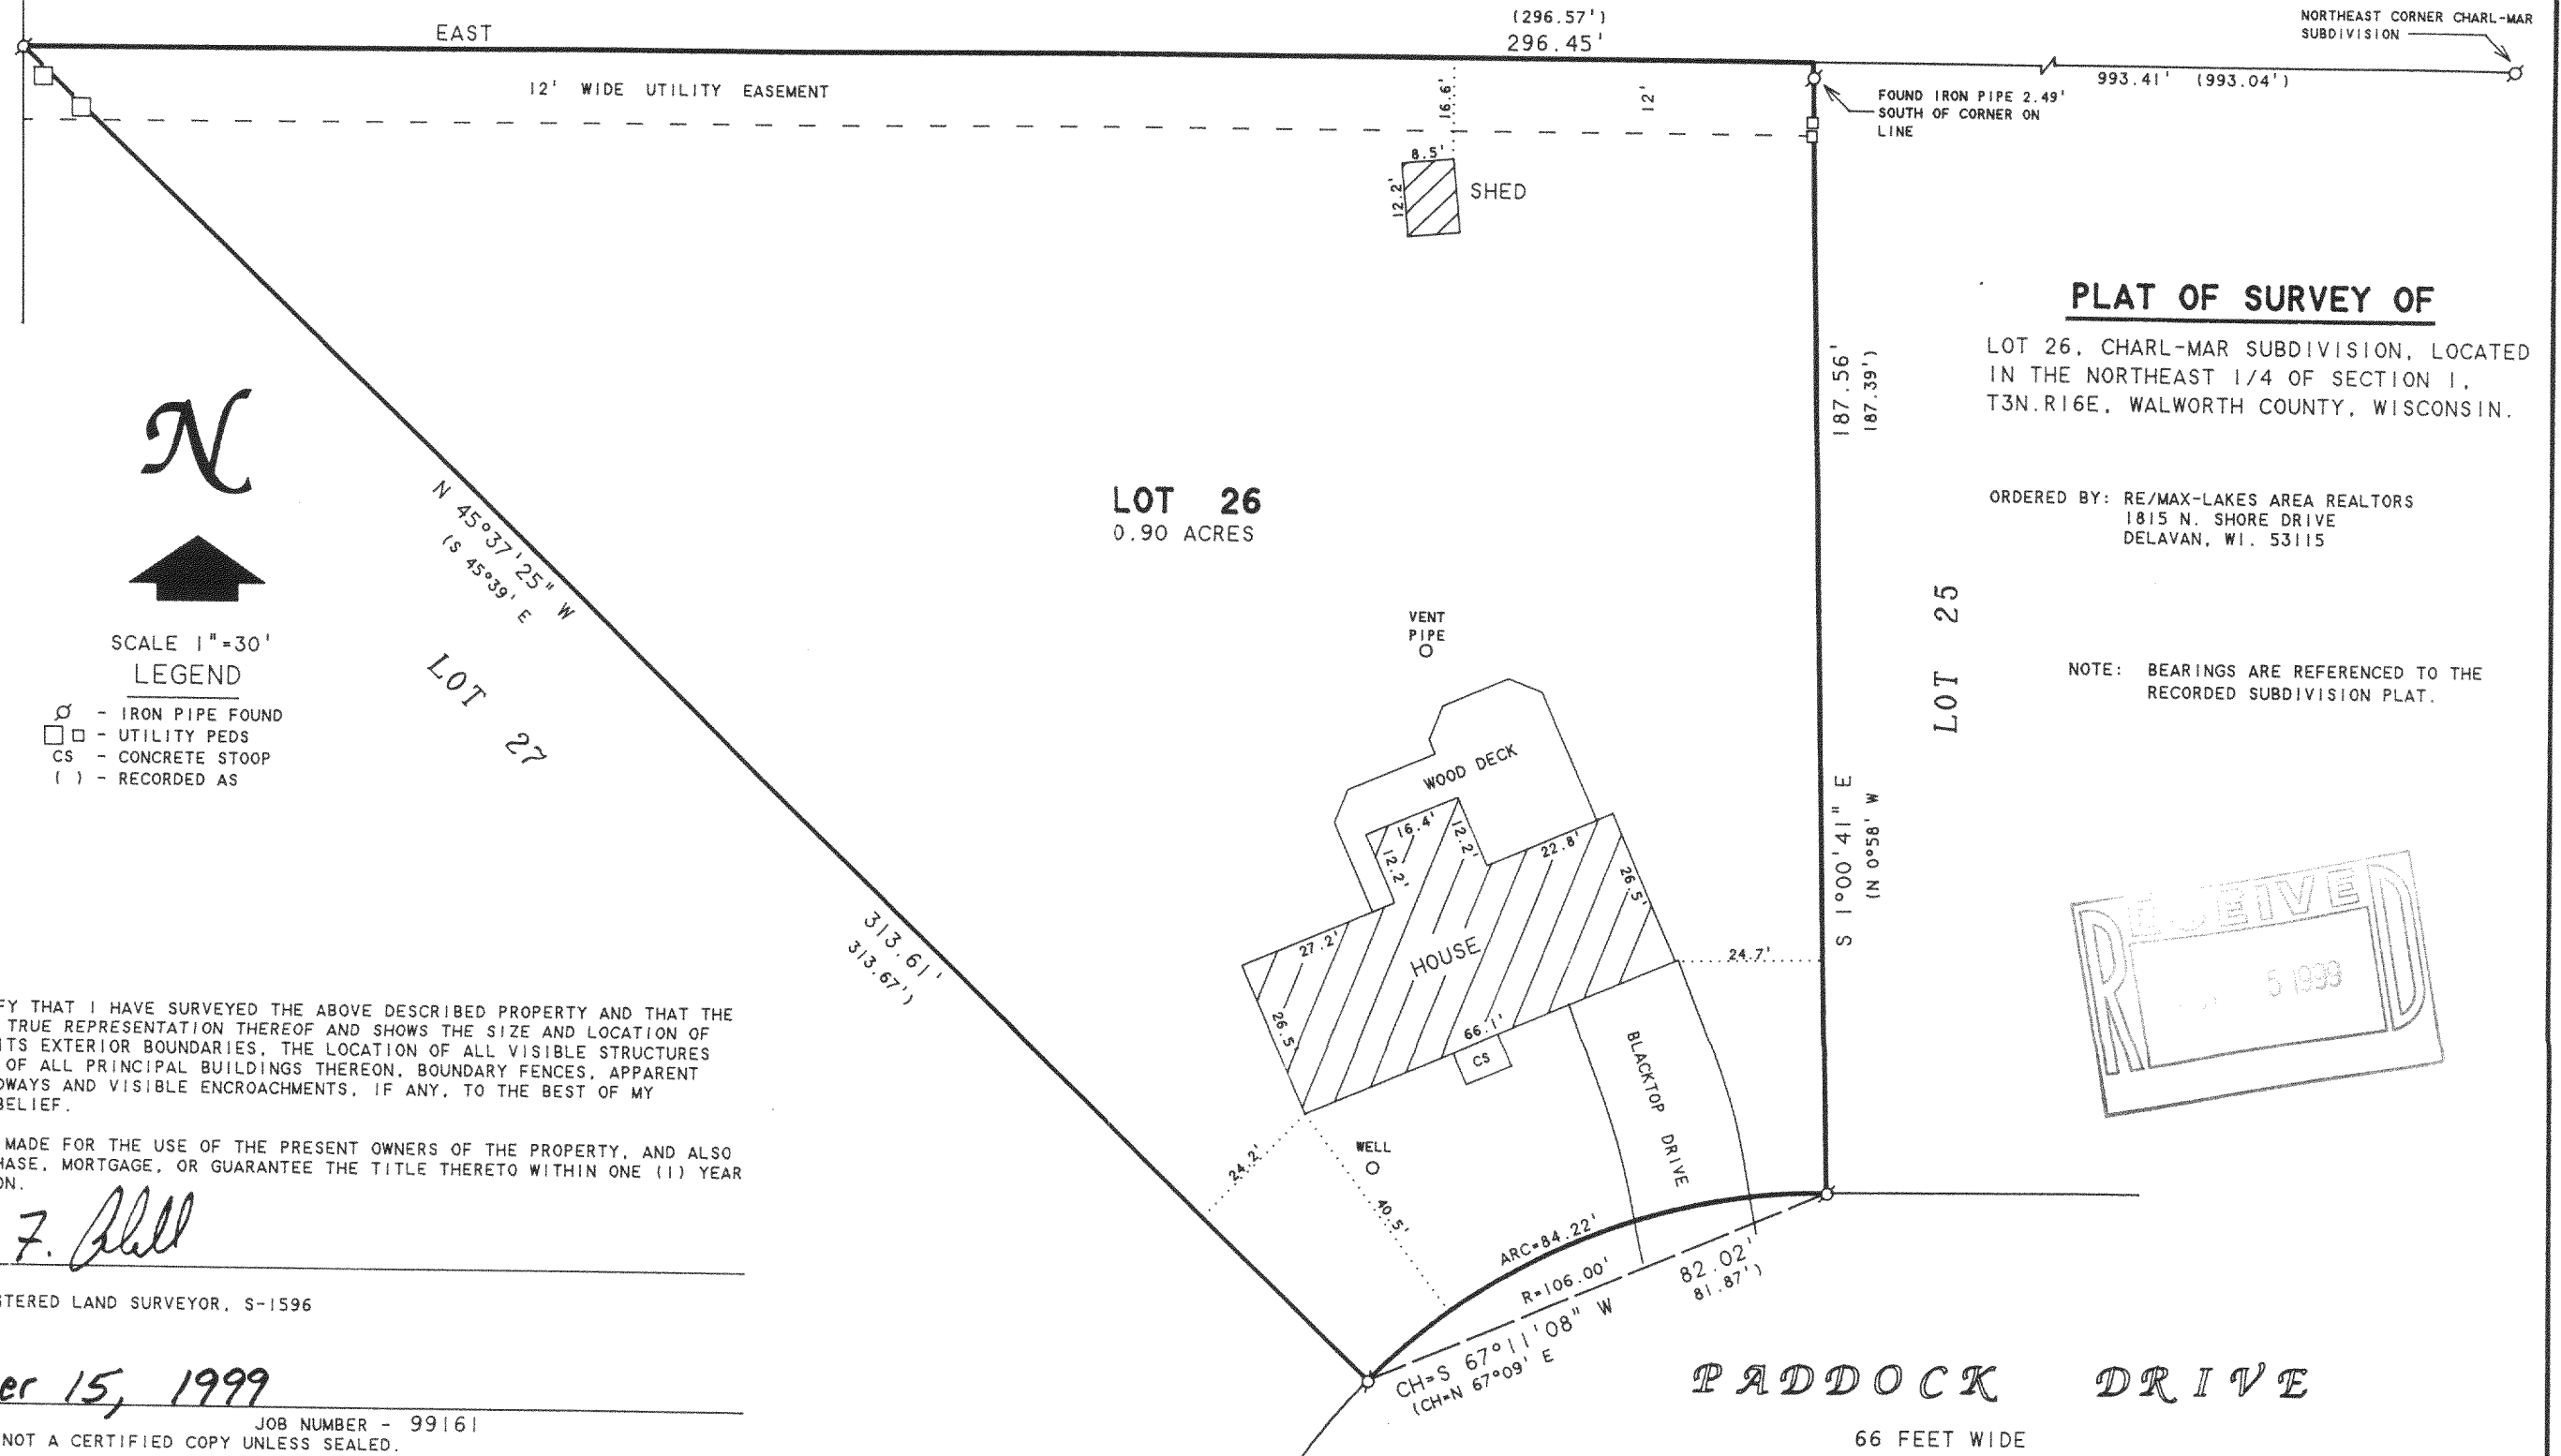 EAST
(296.57')
296.45'
NORTHEAST CORNER CHARL-MAR
SUBDIVISION
993.41' (993.04')
12' WIDE UTILITY EASEMENT
16.6'
12'
FOUND IRON PIPE 2.49'
SOUTH OF CORNER ON
LINE
8.5'
12.2'
SHED
PLAT OF SURVEY OF
LOT 26, CHARL-MAR SUBDIVISION, LOCATED
IN THE NORTHEAST 1/4 OF SECTION 1,
T3N.R16E, WALWORTH COUNTY, WISCONSIN.
187.56'
187.39')
N
N 45°37'25" W
(S 45°39' E
LOT 26
0.90 ACRES
ORDERED BY: RE/MAX-LAKES AREA REALTORS
1815 N. SHORE DRIVE
DELAVAN, WI. 53115
LOT 25
VENT
PIPE
SCALE 1"=30'
LEGEND
- IRON PIPE FOUND
- UTILITY PEDS
CS - CONCRETE STOOP
( ) - RECORDED AS
LOT 27
NOTE: BEARINGS ARE REFERENCED TO THE
RECORDED SUBDIVISION PLAT.
WOOD DECK
16.4'
12.2'
12.2'
22.8'
26.5'
S 1°00'41" E
(N 0°58' W
313.61'
313.67')
27.2'
HOUSE
24.7'
RECEIVED
5 1999
26.5'
66.1'
CS
BLACKTOP DRIVE
FY THAT I HAVE SURVEYED THE ABOVE DESCRIBED PROPERTY AND THAT THE
TRUE REPRESENTATION THEREOF AND SHOWS THE SIZE AND LOCATION OF
ITS EXTERIOR BOUNDARIES, THE LOCATION OF ALL VISIBLE STRUCTURES
OF ALL PRINCIPAL BUILDINGS THEREON, BOUNDARY FENCES, APPARENT
OWAYS AND VISIBLE ENCROACHMENTS, IF ANY, TO THE BEST OF MY
BELIEF.
MADE FOR THE USE OF THE PRESENT OWNERS OF THE PROPERTY, AND ALSO
HASE, MORTGAGE, OR GUARANTEE THE TITLE THERETO WITHIN ONE (1) YEAR
ON.
24.2'
WELL
40.5'
ARC=84.22'
R=106.00'
82.02'
81.87')
CH=S 67°11'08" W
(CH=N 67°09' E
F.
STERED LAND SURVEYOR, S-1596
er 15, 1999
JOB NUMBER - 99161
NOT A CERTIFIED COPY UNLESS SEALED.
PADDOCK DRIVE
66 FEET WIDE